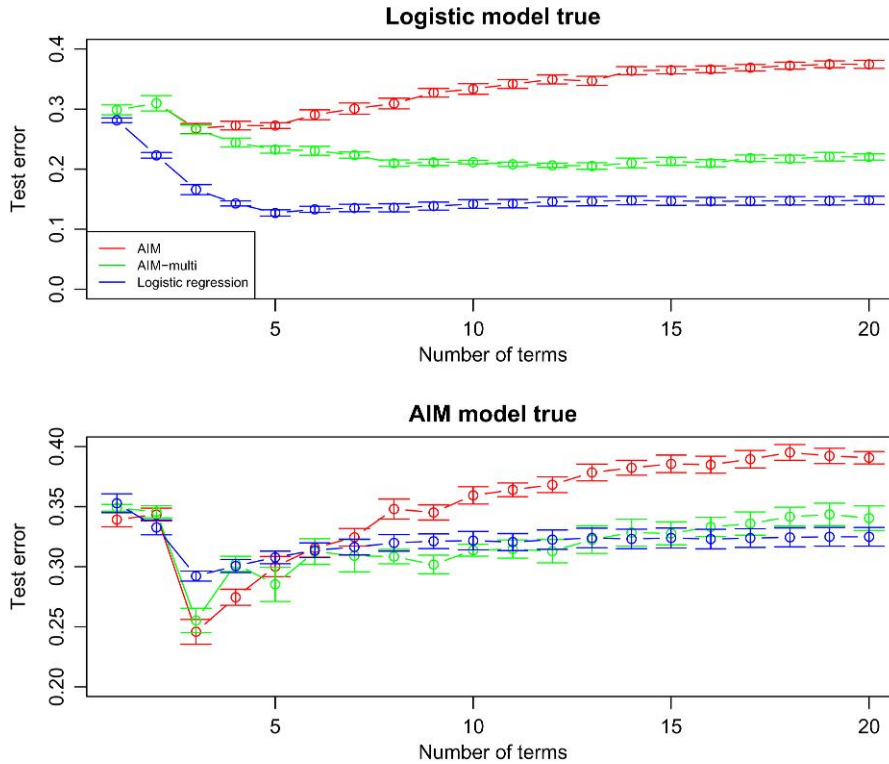 Logistic model true
Test error
0.4
0.3
0.2
0.1
0.0
AIM
AIM−multi
Logistic regression
5 10 15 20
Number of terms
AIM model true
Test error
0.40
0.35
0.30
0.25
0.20
5 10 15 20
Number of terms